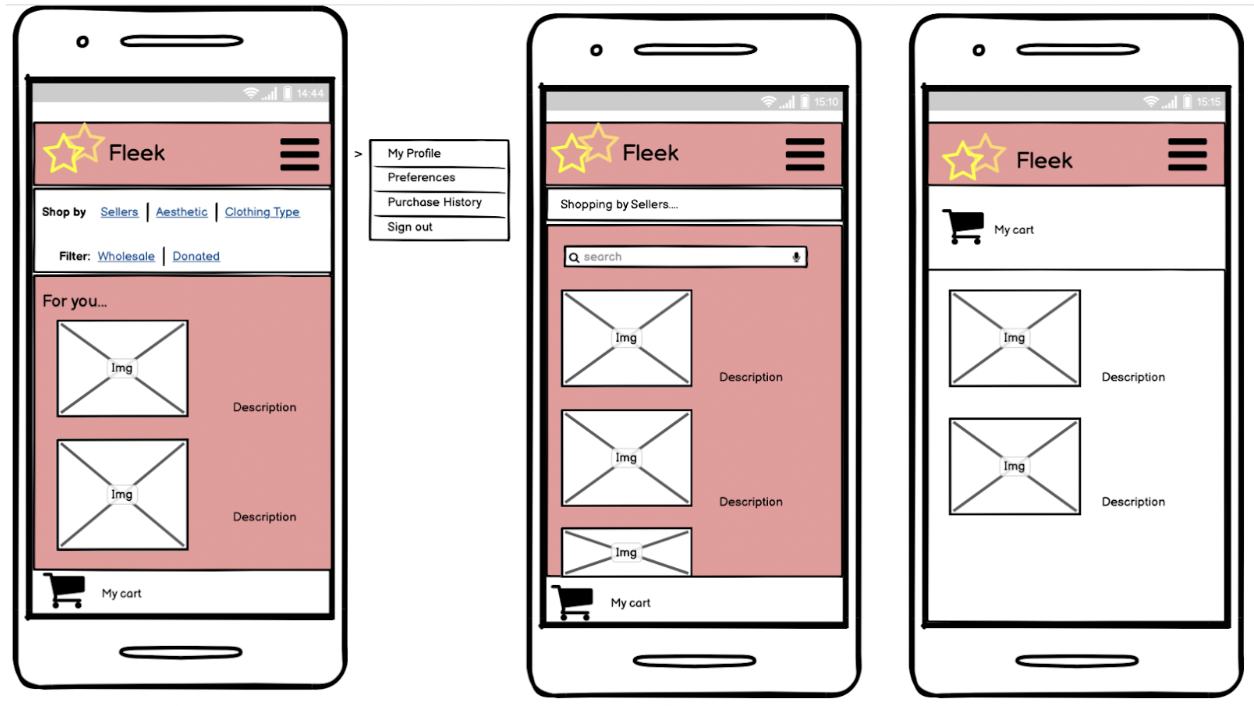 14:44
Fleek
Shop by Sellers Aesthetic Clothing Type
Filter: Wholesale Donated
For you...
Img
Description
Img
Description
My cart
>
My Profile
Preferences
Purchase History
Sign out
15:10
Fleek
Shopping by Sellers....
search
Img
Description
Img
Description
Img
My cart
15:15
Fleek
My cart
Img
Description
Img
Description